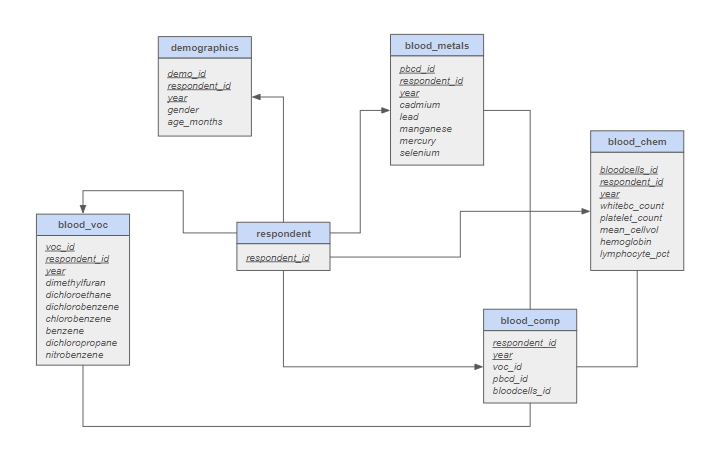 demographics
demo_id
respondent_id
year
gender
age_months
blood_metals
pbcd_id
respondent_id
year
cadmium
lead
manganese
mercury
selenium
blood_chem
bloodcells_id
respondent_id
year
whitebc_count
platelet_count
mean_cellvol
hemoglobin
lymphocyte_pct
blood_voc
voc_id
respondent_id
year
dimethylfuran
dichloroethane
dichlorobenzene
chlorobenzene
benzene
dichloropropane
nitrobenzene
respondent
respondent_id
blood_comp
respondent_id
year
voc_id
pbcd_id
bloodcells_id